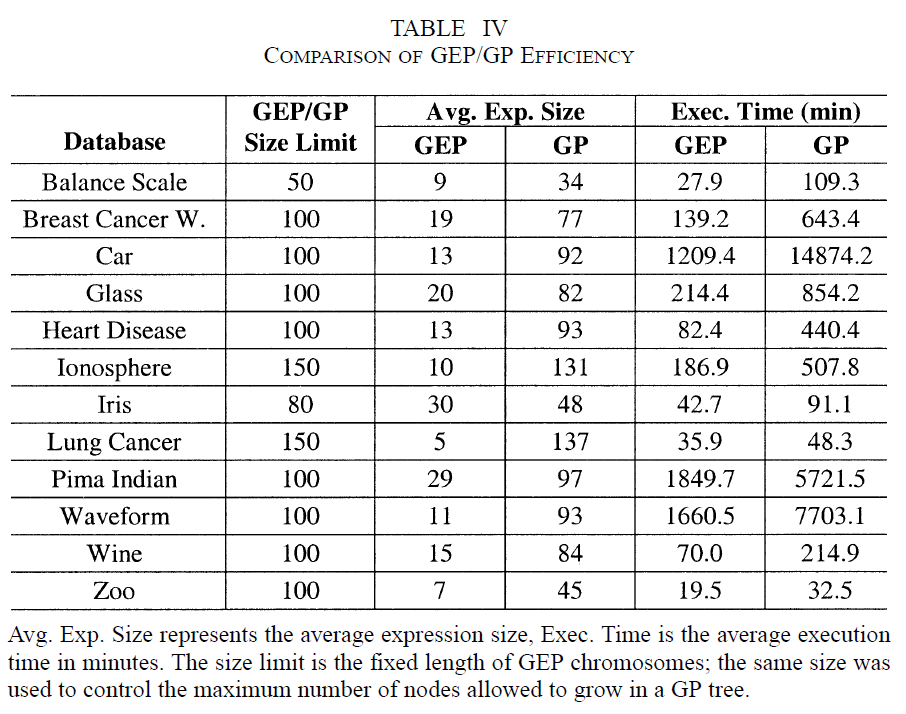 TABLE IV
COMPARISON OF GEP/GP EFFICIENCY
Database GEP/GP Size Limit Avg. Exp. Size Exec. Time (min)
GEP GP GEP GP
Balance Scale 50 9 34 27.9 109.3
Breast Cancer W. 100 19 77 139.2 643.4
Car 100 13 92 1209.4 14874.2
Glass 100 20 82 214.4 854.2
Heart Disease 100 13 93 82.4 440.4
Ionosphere 150 10 131 186.9 507.8
Iris 80 30 48 42.7 91.1
Lung Cancer 150 5 137 35.9 48.3
Pima Indian 100 29 97 1849.7 5721.5
Waveform 100 11 93 1660.5 7703.1
Wine 100 15 84 70.0 214.9
Zoo 100 7 45 19.5 32.5
Avg. Exp. Size represents the average expression size, Exec. Time is the average execution
time in minutes. The size limit is the fixed length of GEP chromosomes; the same size was
used to control the maximum number of nodes allowed to grow in a GP tree.